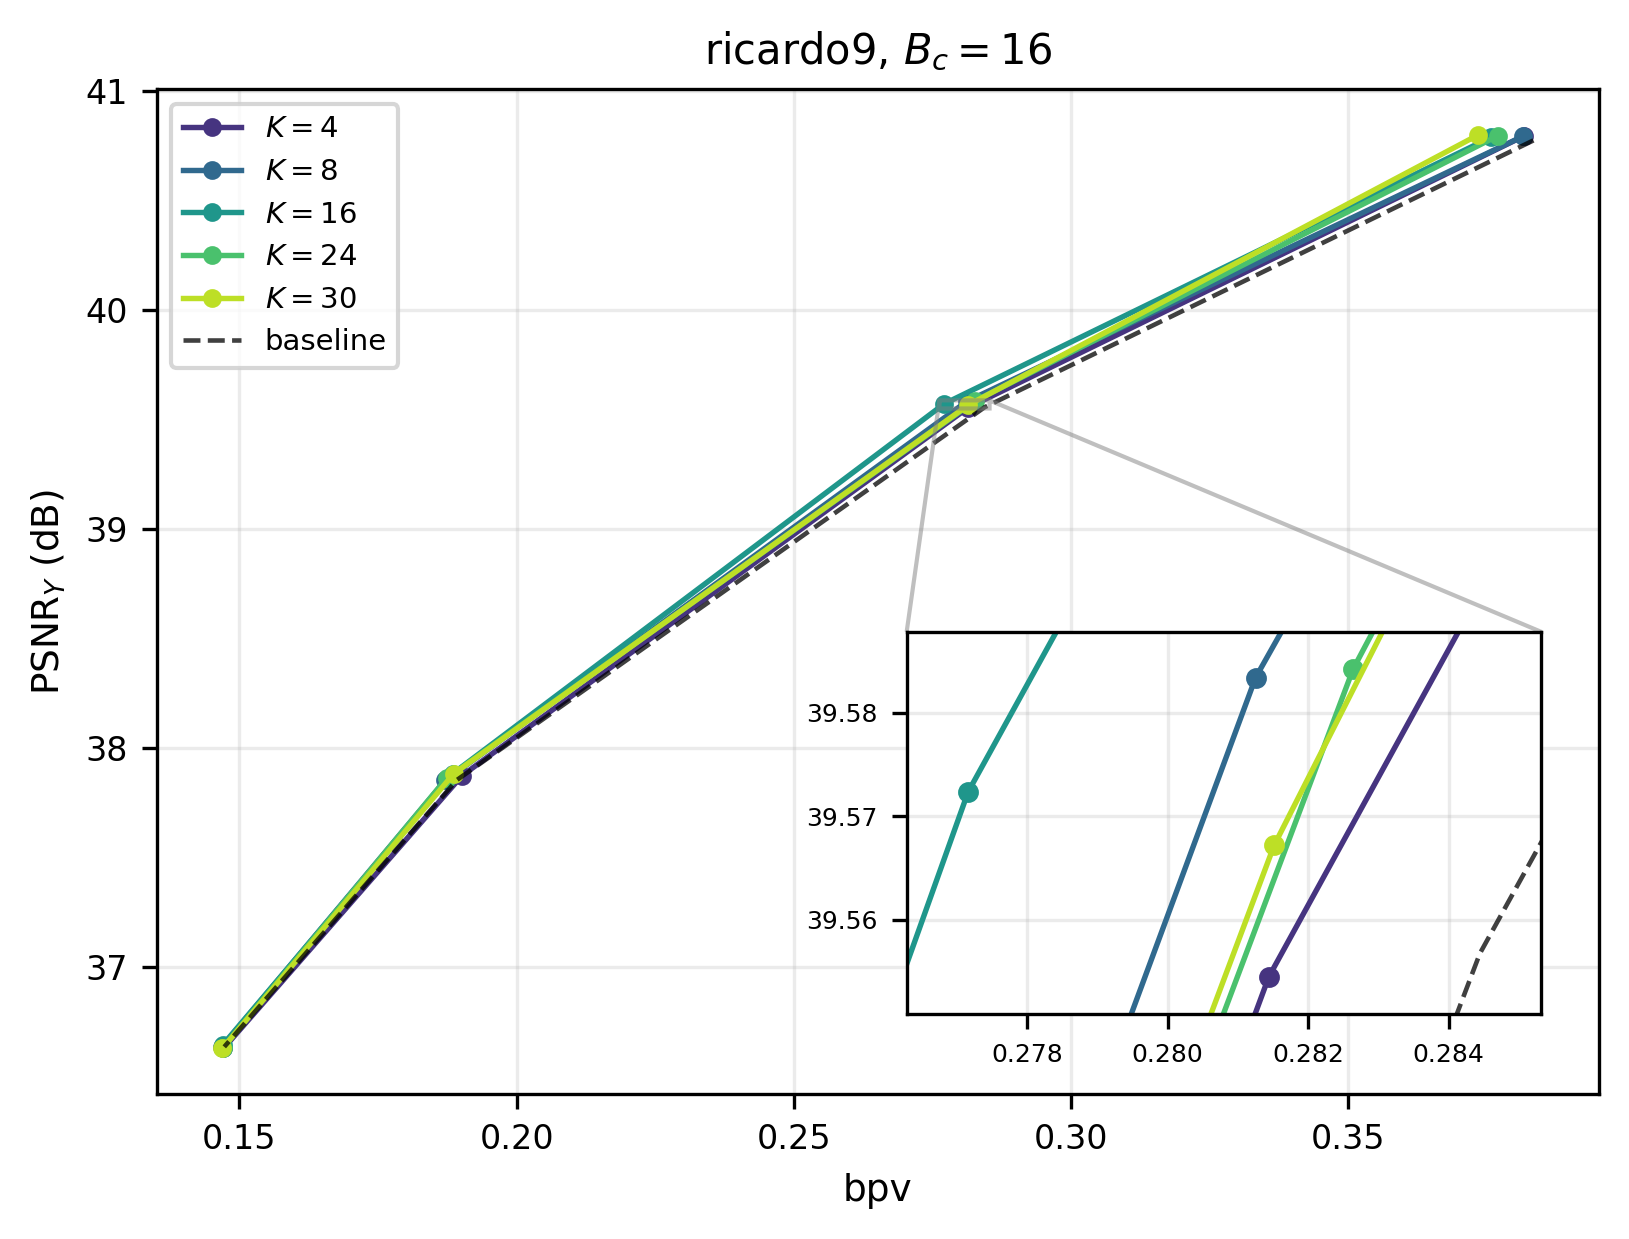 ricardo9, $B_c = 16$
41
40
39
38
37
PSNR$_Y$ (dB)
$K = 4$
$K = 8$
$K = 16$
$K = 24$
$K = 30$
baseline
39.58
39.57
39.56
0.278 0.280 0.282 0.284
0.15 0.20 0.25 0.30 0.35
bpv